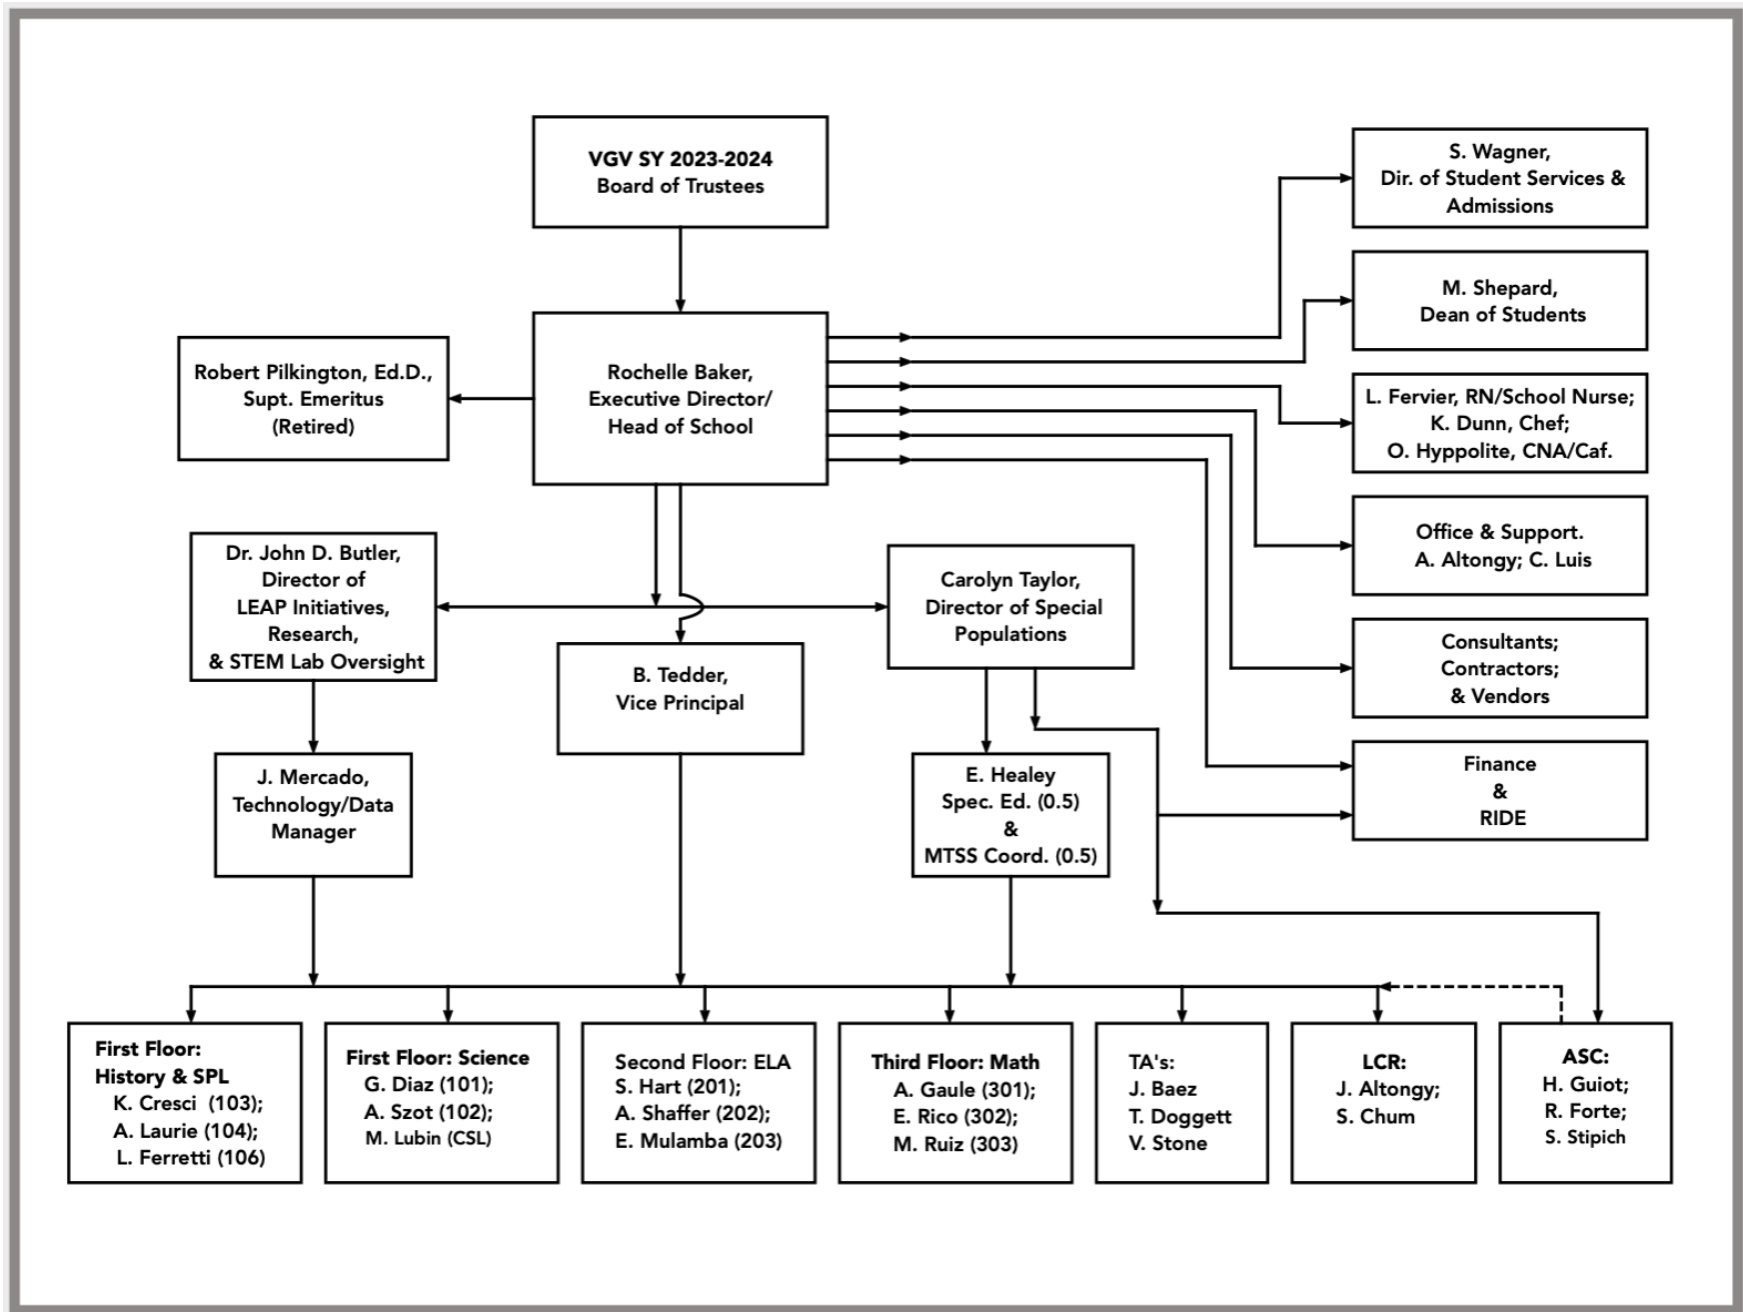 VGV SY 2023-2024
Board of Trustees
S. Wagner,
Dir. of Student Services &
Admissions
M. Shepard,
Dean of Students
Robert Pilkington, Ed.D.,
Supt. Emeritus
(Retired)
Rochelle Baker,
Executive Director/
Head of School
L. Fervier, RN/School Nurse;
K. Dunn, Chef;
O. Hyppolite, CNA/Caf.
Office & Support.
A. Altongy; C. Luis
Dr. John D. Butler,
Director of
LEAP Initiatives,
Research,
& STEM Lab Oversight
Carolyn Taylor,
Director of Special
Populations
B. Tedder,
Vice Principal
Consultants;
Contractors;
& Vendors
J. Mercado,
Technology/Data
Manager
E. Healey
Spec. Ed. (0.5)
&
MTSS Coord. (0.5)
Finance
&
RIDE
First Floor:
History & SPL
K. Cresci (103);
A. Laurie (104);
L. Ferretti (106)
First Floor: Science
G. Diaz (101);
A. Szot (102);
M. Lubin (CSL)
Second Floor: ELA
S. Hart (201);
A. Shaffer (202);
E. Mulamba (203)
Third Floor: Math
A. Gaule (301);
E. Rico (302);
M. Ruiz (303)
TA's:
J. Baez
T. Doggett
V. Stone
LCR:
J. Altongy;
S. Chum
ASC:
H. Guiot;
R. Forte;
S. Stipich